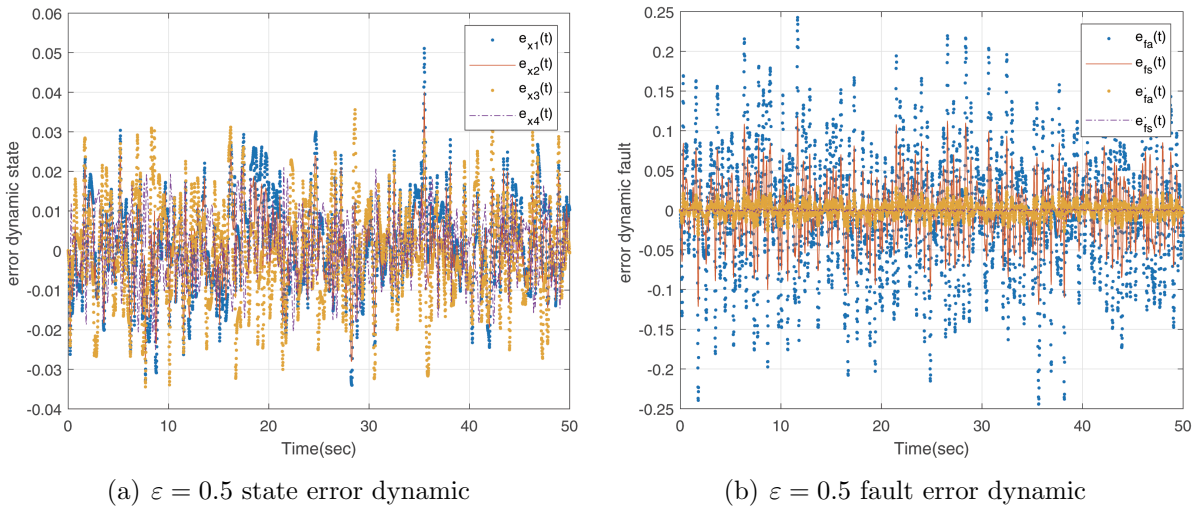 0.06
0.05
0.04
0.03
0.02
0.01
0
-0.01
-0.02
-0.03
-0.04
error dynamic state
0 10 20 30 40 50
Time(sec)
e_x1(t)
e_x2(t)
e_x3(t)
e_x4(t)
(a) ε = 0.5 state error dynamic
0.25
0.2
0.15
0.1
0.05
0
-0.05
-0.1
-0.15
-0.2
-0.25
error dynamic fault
0 10 20 30 40 50
Time(sec)
e_fa(t)
e_fs(t)
e_ḟa(t)
e_ḟs(t)
(b) ε = 0.5 fault error dynamic